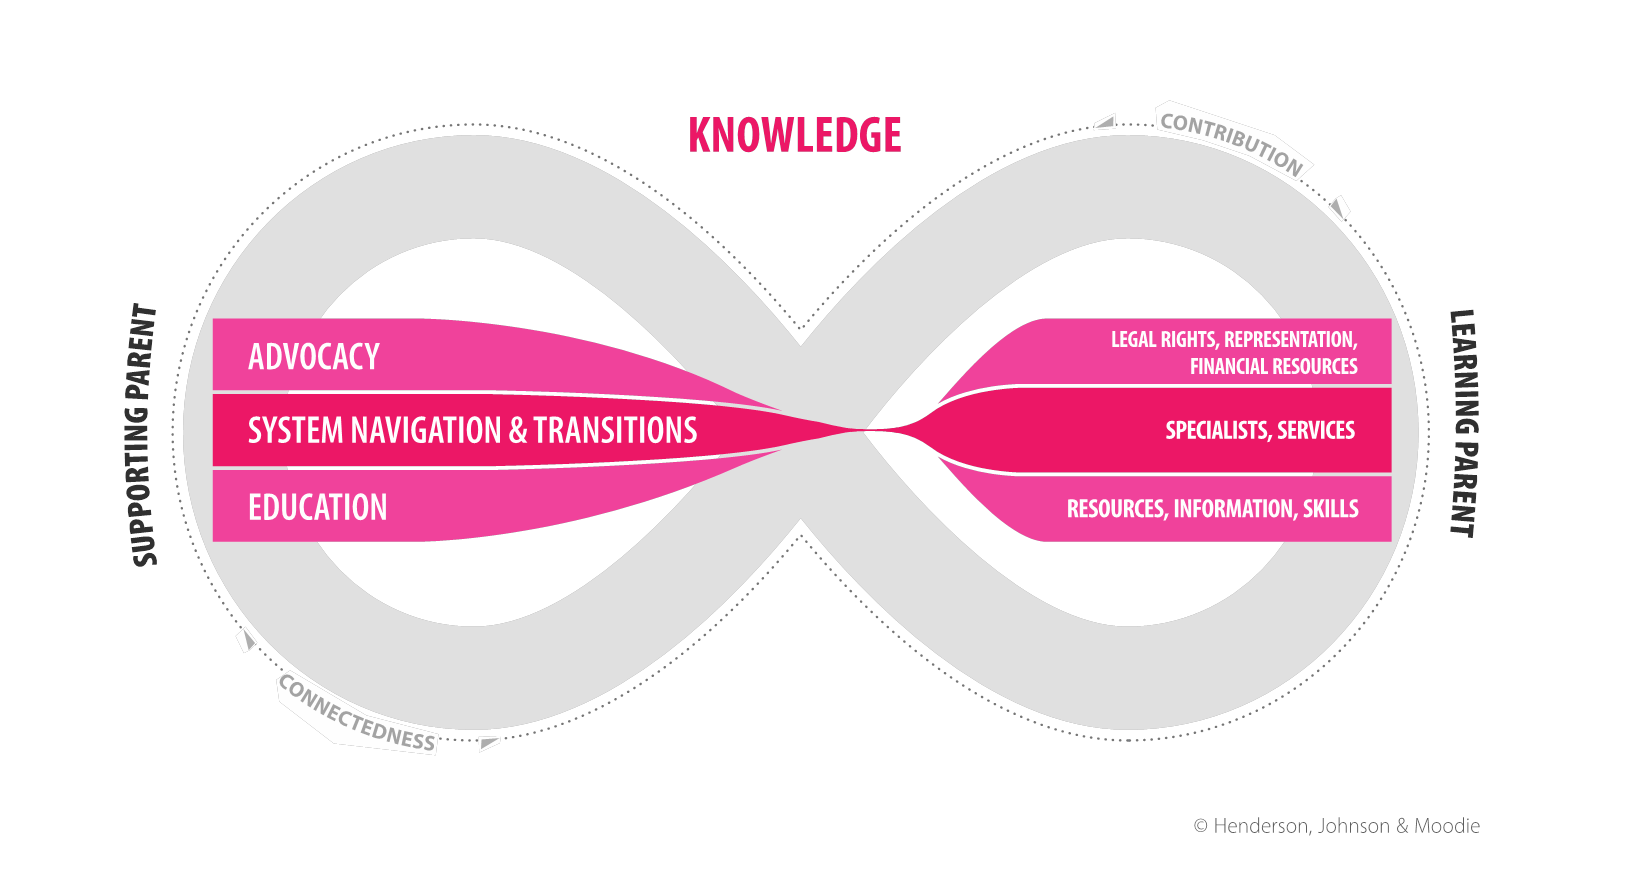 KNOWLEDGE
CONTRIBUTION
SUPPORTING PARENT
LEARNING PARENT
ADVOCACY
LEGAL RIGHTS, REPRESENTATION,
FINANCIAL RESOURCES
SYSTEM NAVIGATION & TRANSITIONS
SPECIALISTS, SERVICES
EDUCATION
RESOURCES, INFORMATION, SKILLS
CONNECTEDNESS
© Henderson, Johnson & Moodie